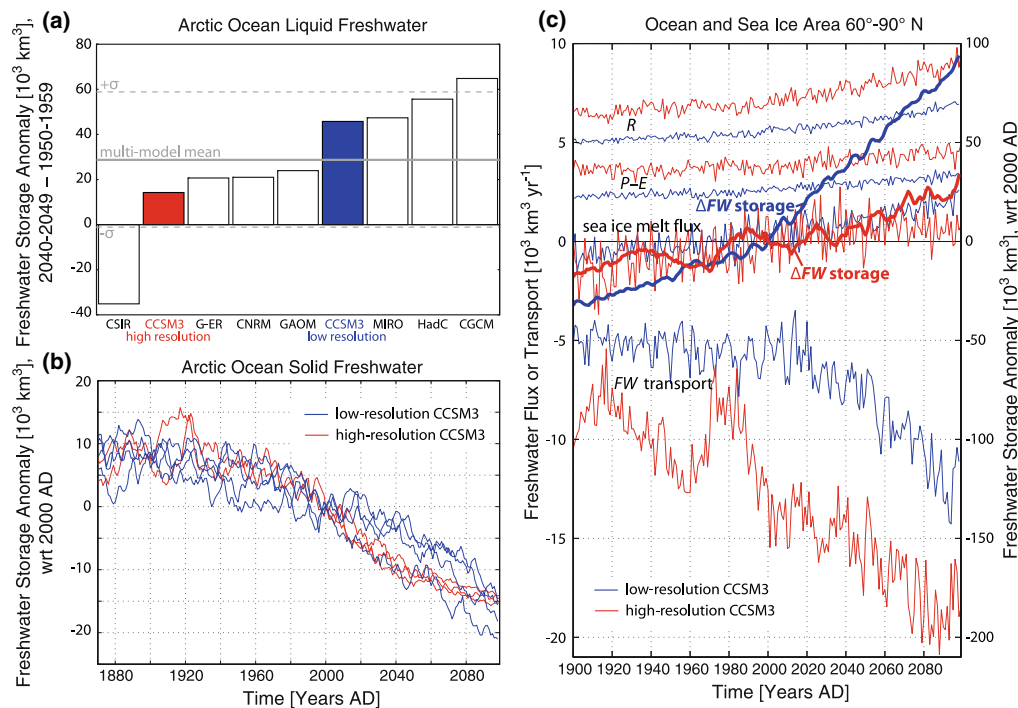 (a)
Arctic Ocean Liquid Freshwater
Freshwater Storage Anomaly [10³ km³],
2040-2049 – 1950-1959
60
40
20
0
-20
-40
+σ
multi-model mean
-σ
CSIR
CCSM3
high resolution
G-ER
CNRM
GAOM
CCSM3
low resolution
MIRO
HadC
CGCM
(b)
Arctic Ocean Solid Freshwater
Freshwater Storage Anomaly [10³ km³],
wrt 2000 AD
20
10
0
-10
-20
low-resolution CCSM3
high-resolution CCSM3
1880 1920 1960 2000 2040 2080
Time [Years AD]
(c)
Ocean and Sea Ice Area 60°-90° N
Freshwater Flux or Transport [10³ km³ yr⁻¹]
10
5
0
-5
-10
-15
-20
R
P–E
ΔFW storage
sea ice melt flux
ΔFW storage
FW transport
low-resolution CCSM3
high-resolution CCSM3
100
50
0
-50
-100
-150
-200
Freshwater Storage Anomaly [10³ km³], wrt 2000 AD
1900 1920 1940 1960 1980 2000 2020 2040 2060 2080
Time [Years AD]